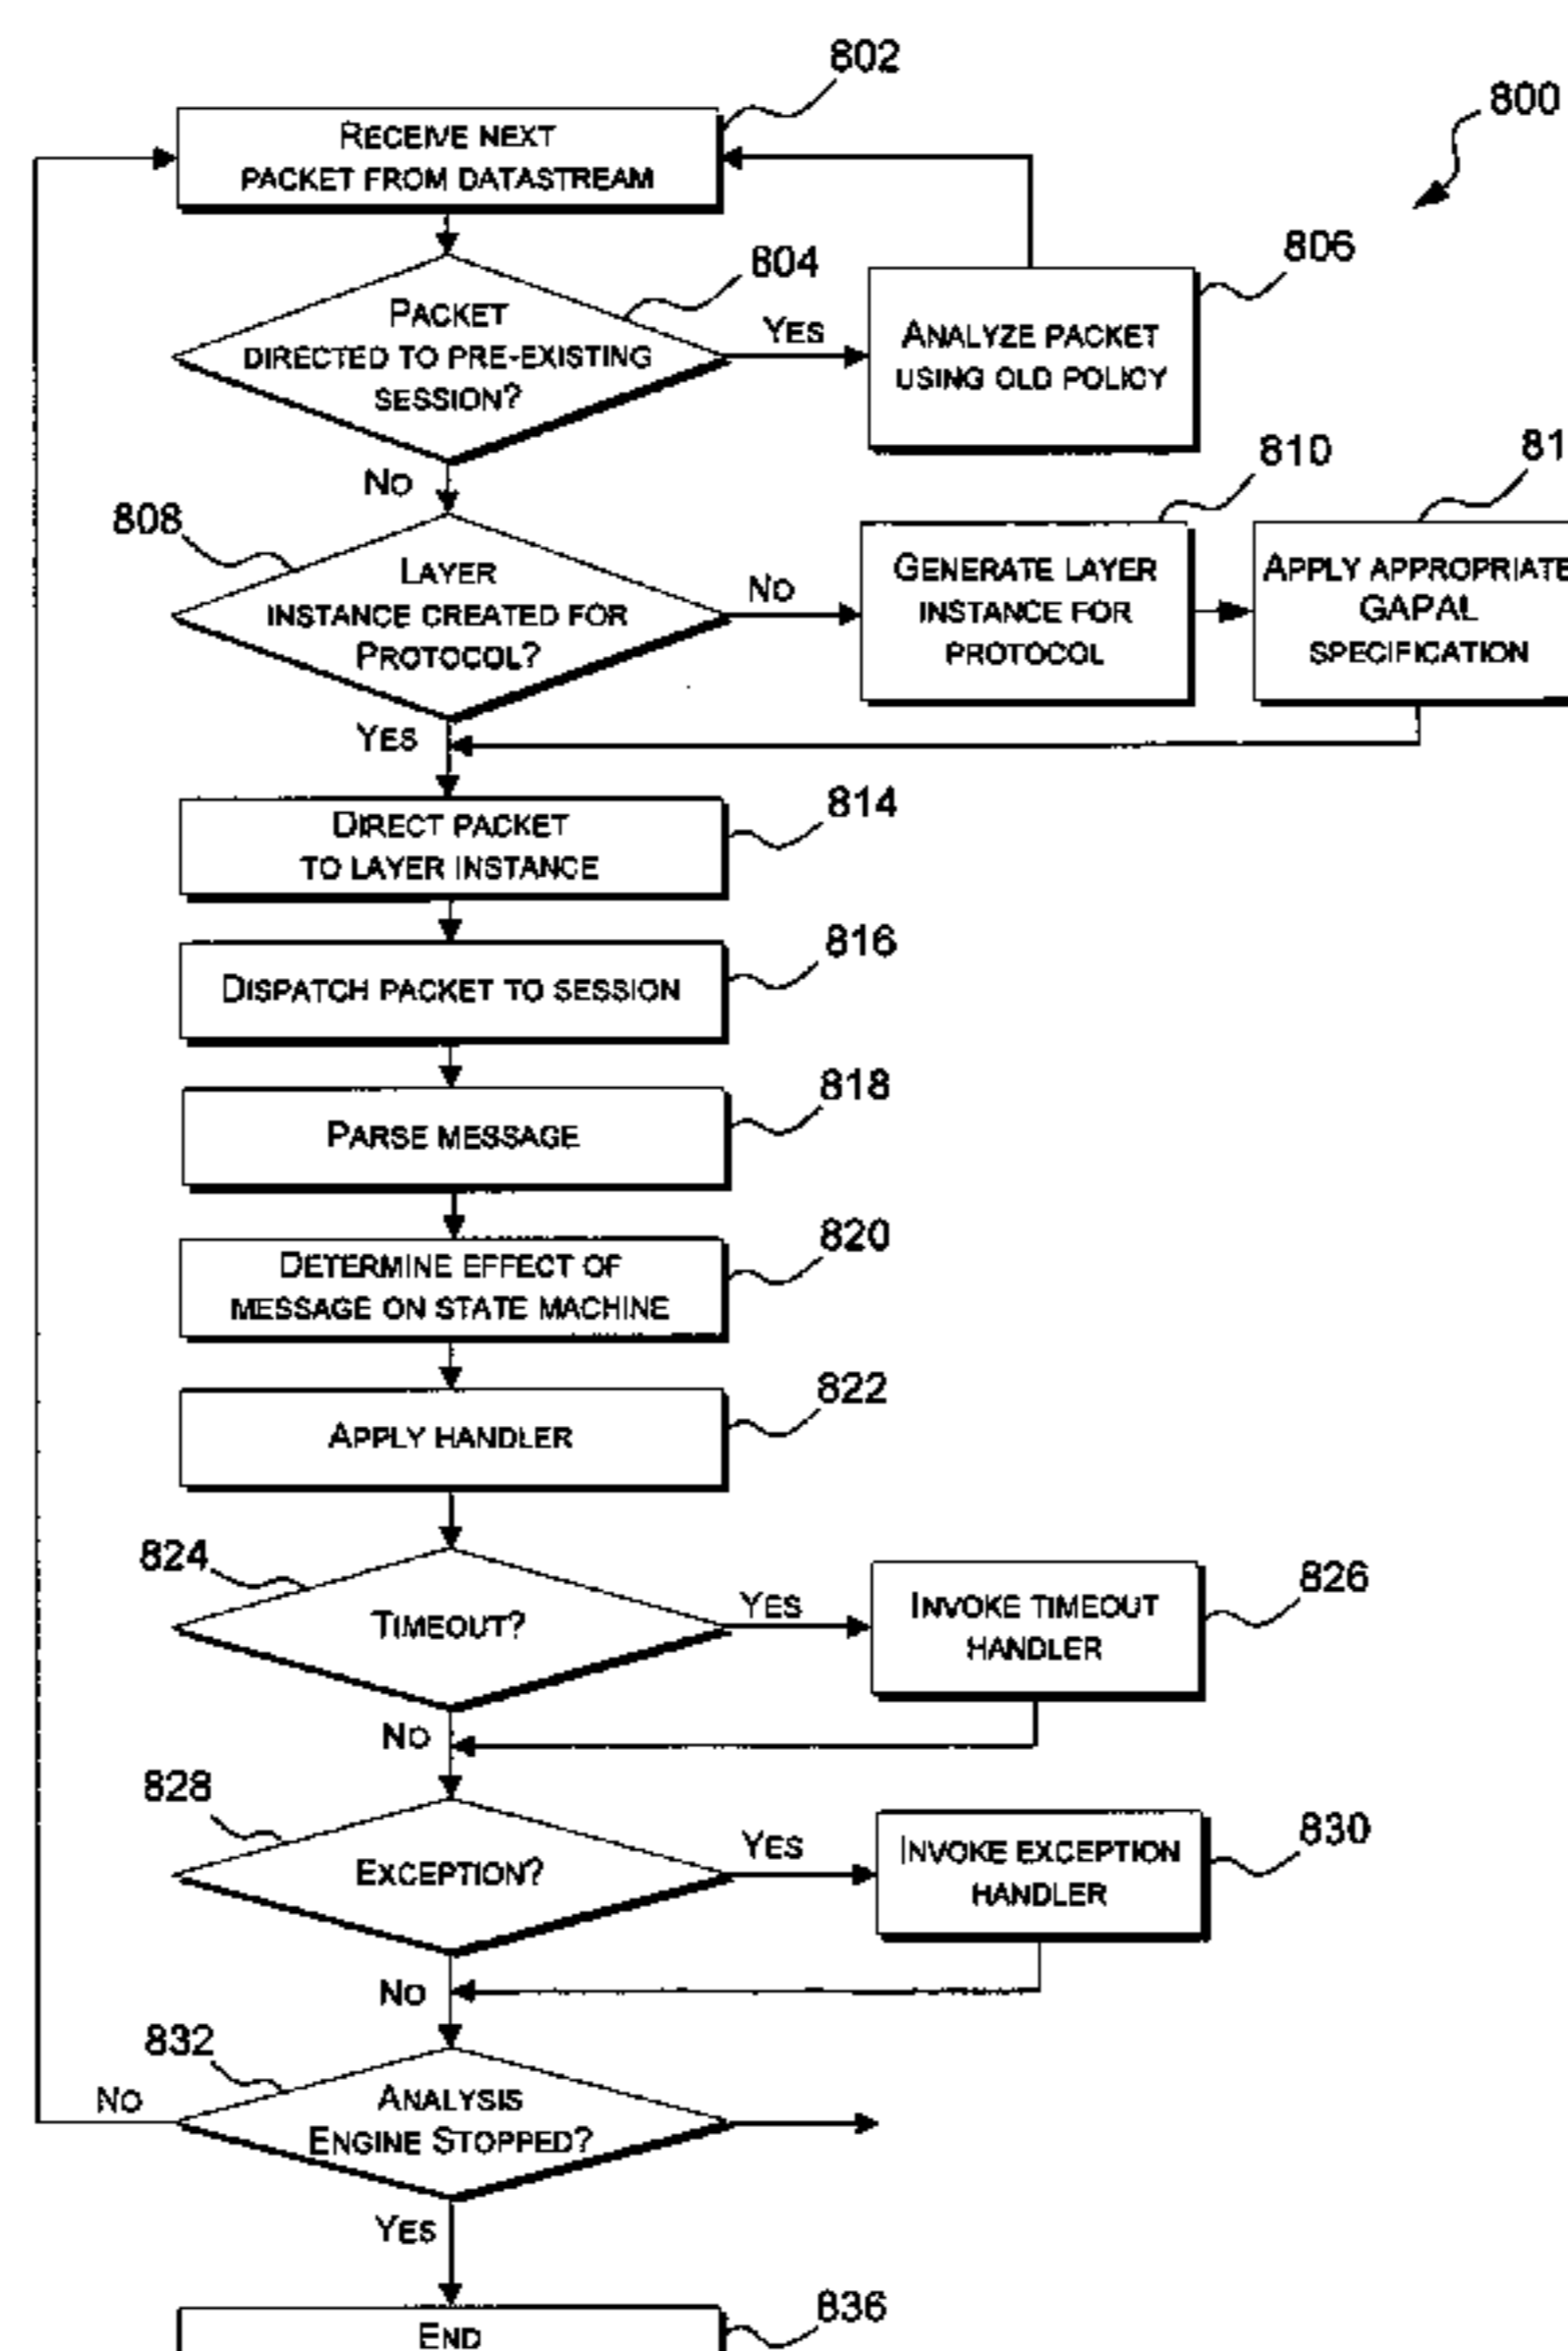 802
800
RECEIVE NEXT
PACKET FROM DATASTREAM
804
806
PACKET
DIRECTED TO PRE-EXISTING
SESSION?
YES
ANALYZE PACKET
USING OLD POLICY
NO
808
810
81
LAYER
INSTANCE CREATED FOR
PROTOCOL?
NO
GENERATE LAYER
INSTANCE FOR
PROTOCOL
APPLY APPROPRIATE
GAPAL
SPECIFICATION
YES
DIRECT PACKET
TO LAYER INSTANCE
814
DISPATCH PACKET TO SESSION
816
PARSE MESSAGE
818
DETERMINE EFFECT OF
MESSAGE ON STATE MACHINE
820
APPLY HANDLER
822
824
TIMEOUT?
YES
INVOKE TIMEOUT
HANDLER
826
NO
828
EXCEPTION?
YES
INVOKE EXCEPTION
HANDLER
830
NO
832
NO
ANALYSIS
ENGINE STOPPED?
YES
END
836